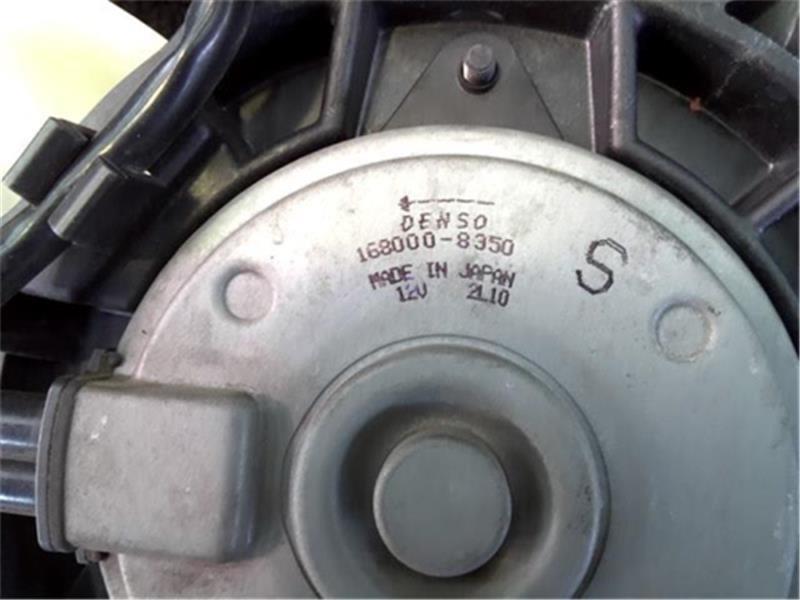 DENSO
168000-8350
MADE IN JAPAN
12V 2L10
S